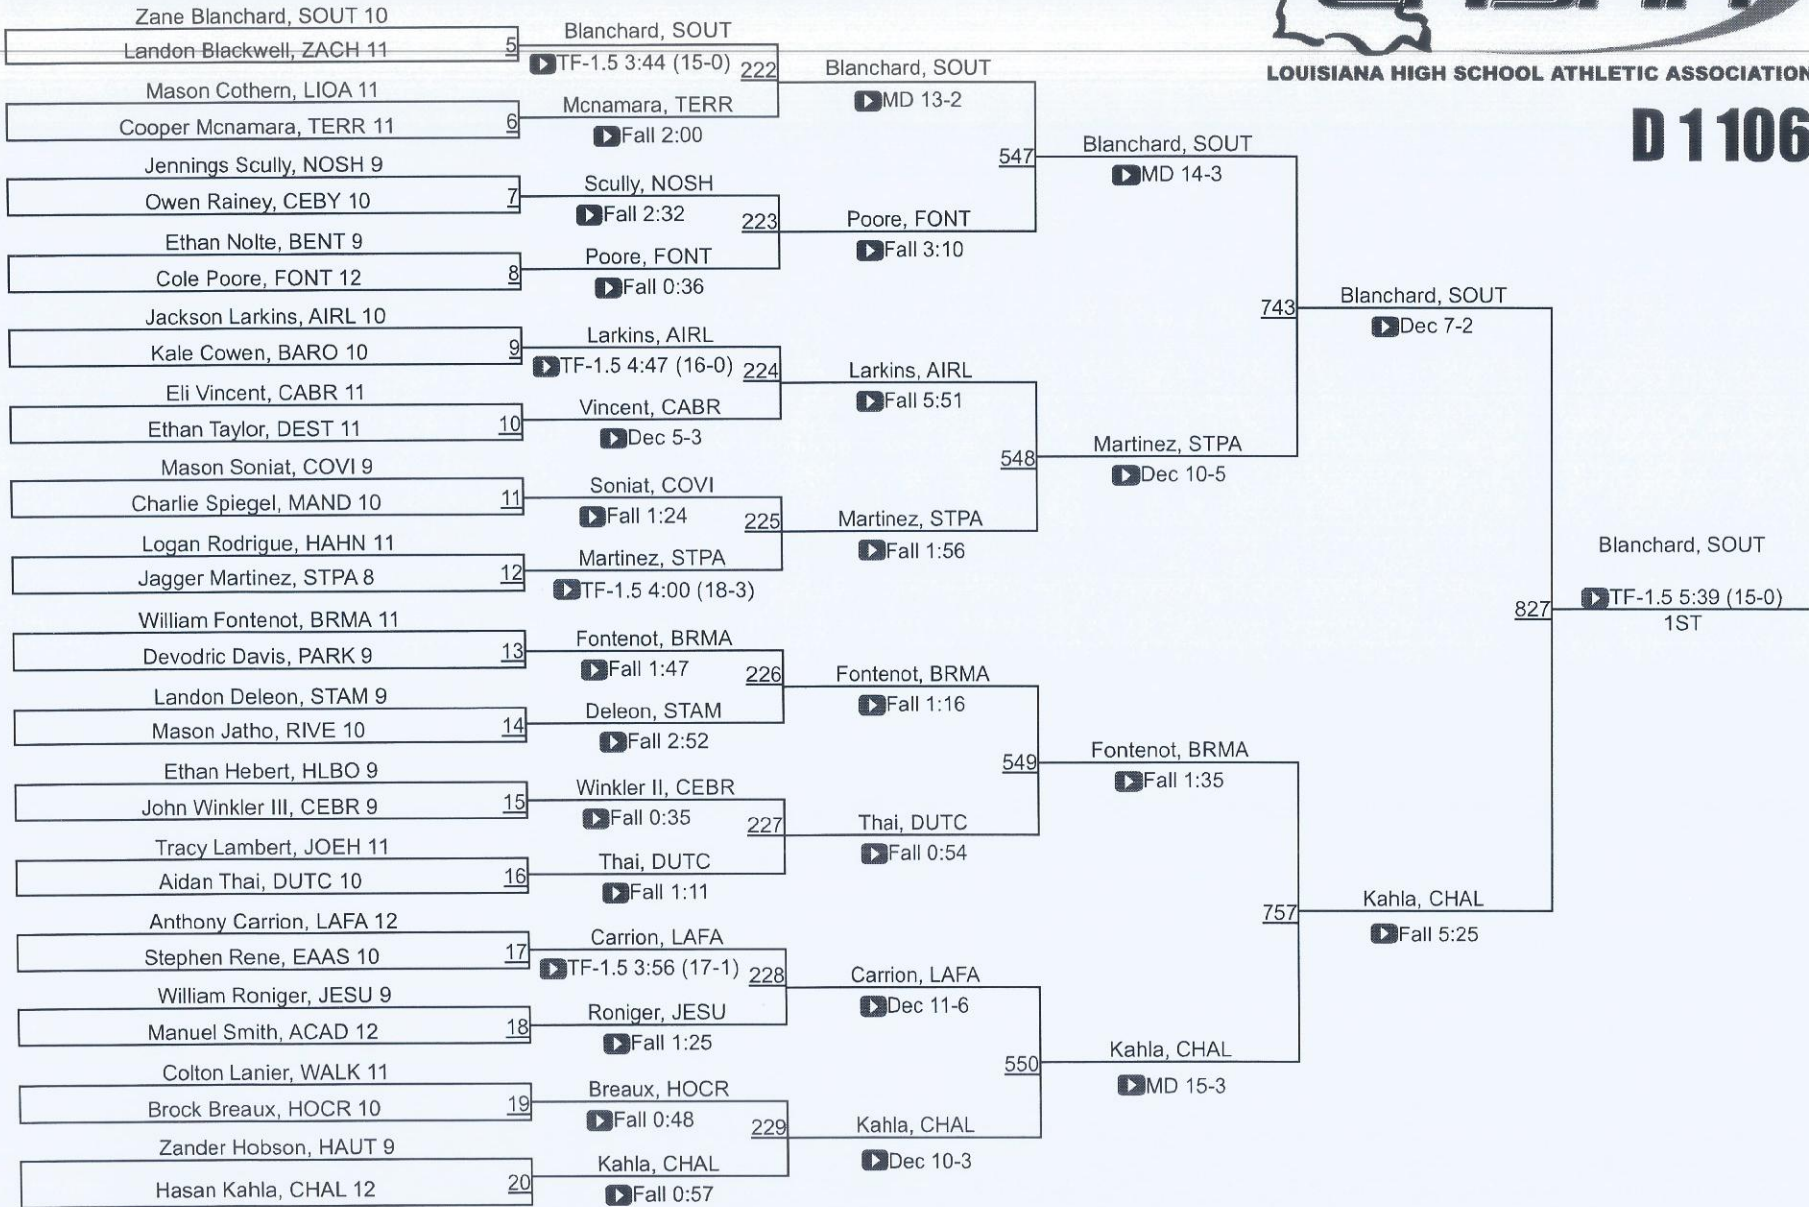 LOUISIANA HIGH SCHOOL ATHLETIC ASSOCIATION
D 1 106
Zane Blanchard, SOUT 10
Landon Blackwell, ZACH 11
5
Mason Cothern, LIOA 11
Cooper Mcnamara, TERR 11
6
Jennings Scully, NOSH 9
Owen Rainey, CEBY 10
7
Ethan Nolte, BENT 9
Cole Poore, FONT 12
8
Jackson Larkins, AIRL 10
Kale Cowen, BARO 10
9
Eli Vincent, CABR 11
Ethan Taylor, DEST 11
10
Mason Soniat, COVI 9
Charlie Spiegel, MAND 10
11
Logan Rodrigue, HAHN 11
Jagger Martinez, STPA 8
12
William Fontenot, BRMA 11
Devodric Davis, PARK 9
13
Landon Deleon, STAM 9
Mason Jatho, RIVE 10
14
Ethan Hebert, HLBO 9
John Winkler III, CEBR 9
15
Tracy Lambert, JOEH 11
Aidan Thai, DUTC 10
16
Anthony Carrion, LAFA 12
Stephen Rene, EAAS 10
17
William Roniger, JESU 9
Manuel Smith, ACAD 12
18
Colton Lanier, WALK 11
Brock Breaux, HOCR 10
19
Zander Hobson, HAUT 9
Hasan Kahla, CHAL 12
20
Blanchard, SOUT
TF-1.5 3:44 (15-0)
222
Mcnamara, TERR
Fall 2:00
Scully, NOSH
Fall 2:32
223
Poore, FONT
Fall 0:36
Larkins, AIRL
TF-1.5 4:47 (16-0)
224
Vincent, CABR
Dec 5-3
Soniat, COVI
Fall 1:24
225
Martinez, STPA
TF-1.5 4:00 (18-3)
Fontenot, BRMA
Fall 1:47
226
Deleon, STAM
Fall 2:52
Winkler II, CEBR
Fall 0:35
227
Thai, DUTC
Fall 1:11
Carrion, LAFA
TF-1.5 3:56 (17-1)
228
Roniger, JESU
Fall 1:25
Breaux, HOCR
Fall 0:48
229
Kahla, CHAL
Fall 0:57
Blanchard, SOUT
MD 13-2
547
Poore, FONT
Fall 3:10
Larkins, AIRL
Fall 5:51
548
Martinez, STPA
Fall 1:56
Fontenot, BRMA
Fall 1:16
549
Thai, DUTC
Fall 0:54
Carrion, LAFA
Dec 11-6
550
Kahla, CHAL
Dec 10-3
Blanchard, SOUT
MD 14-3
743
Martinez, STPA
Dec 10-5
Fontenot, BRMA
Fall 1:35
757
Kahla, CHAL
MD 15-3
Blanchard, SOUT
Dec 7-2
827
Kahla, CHAL
Fall 5:25
Blanchard, SOUT
TF-1.5 5:39 (15-0)
1ST